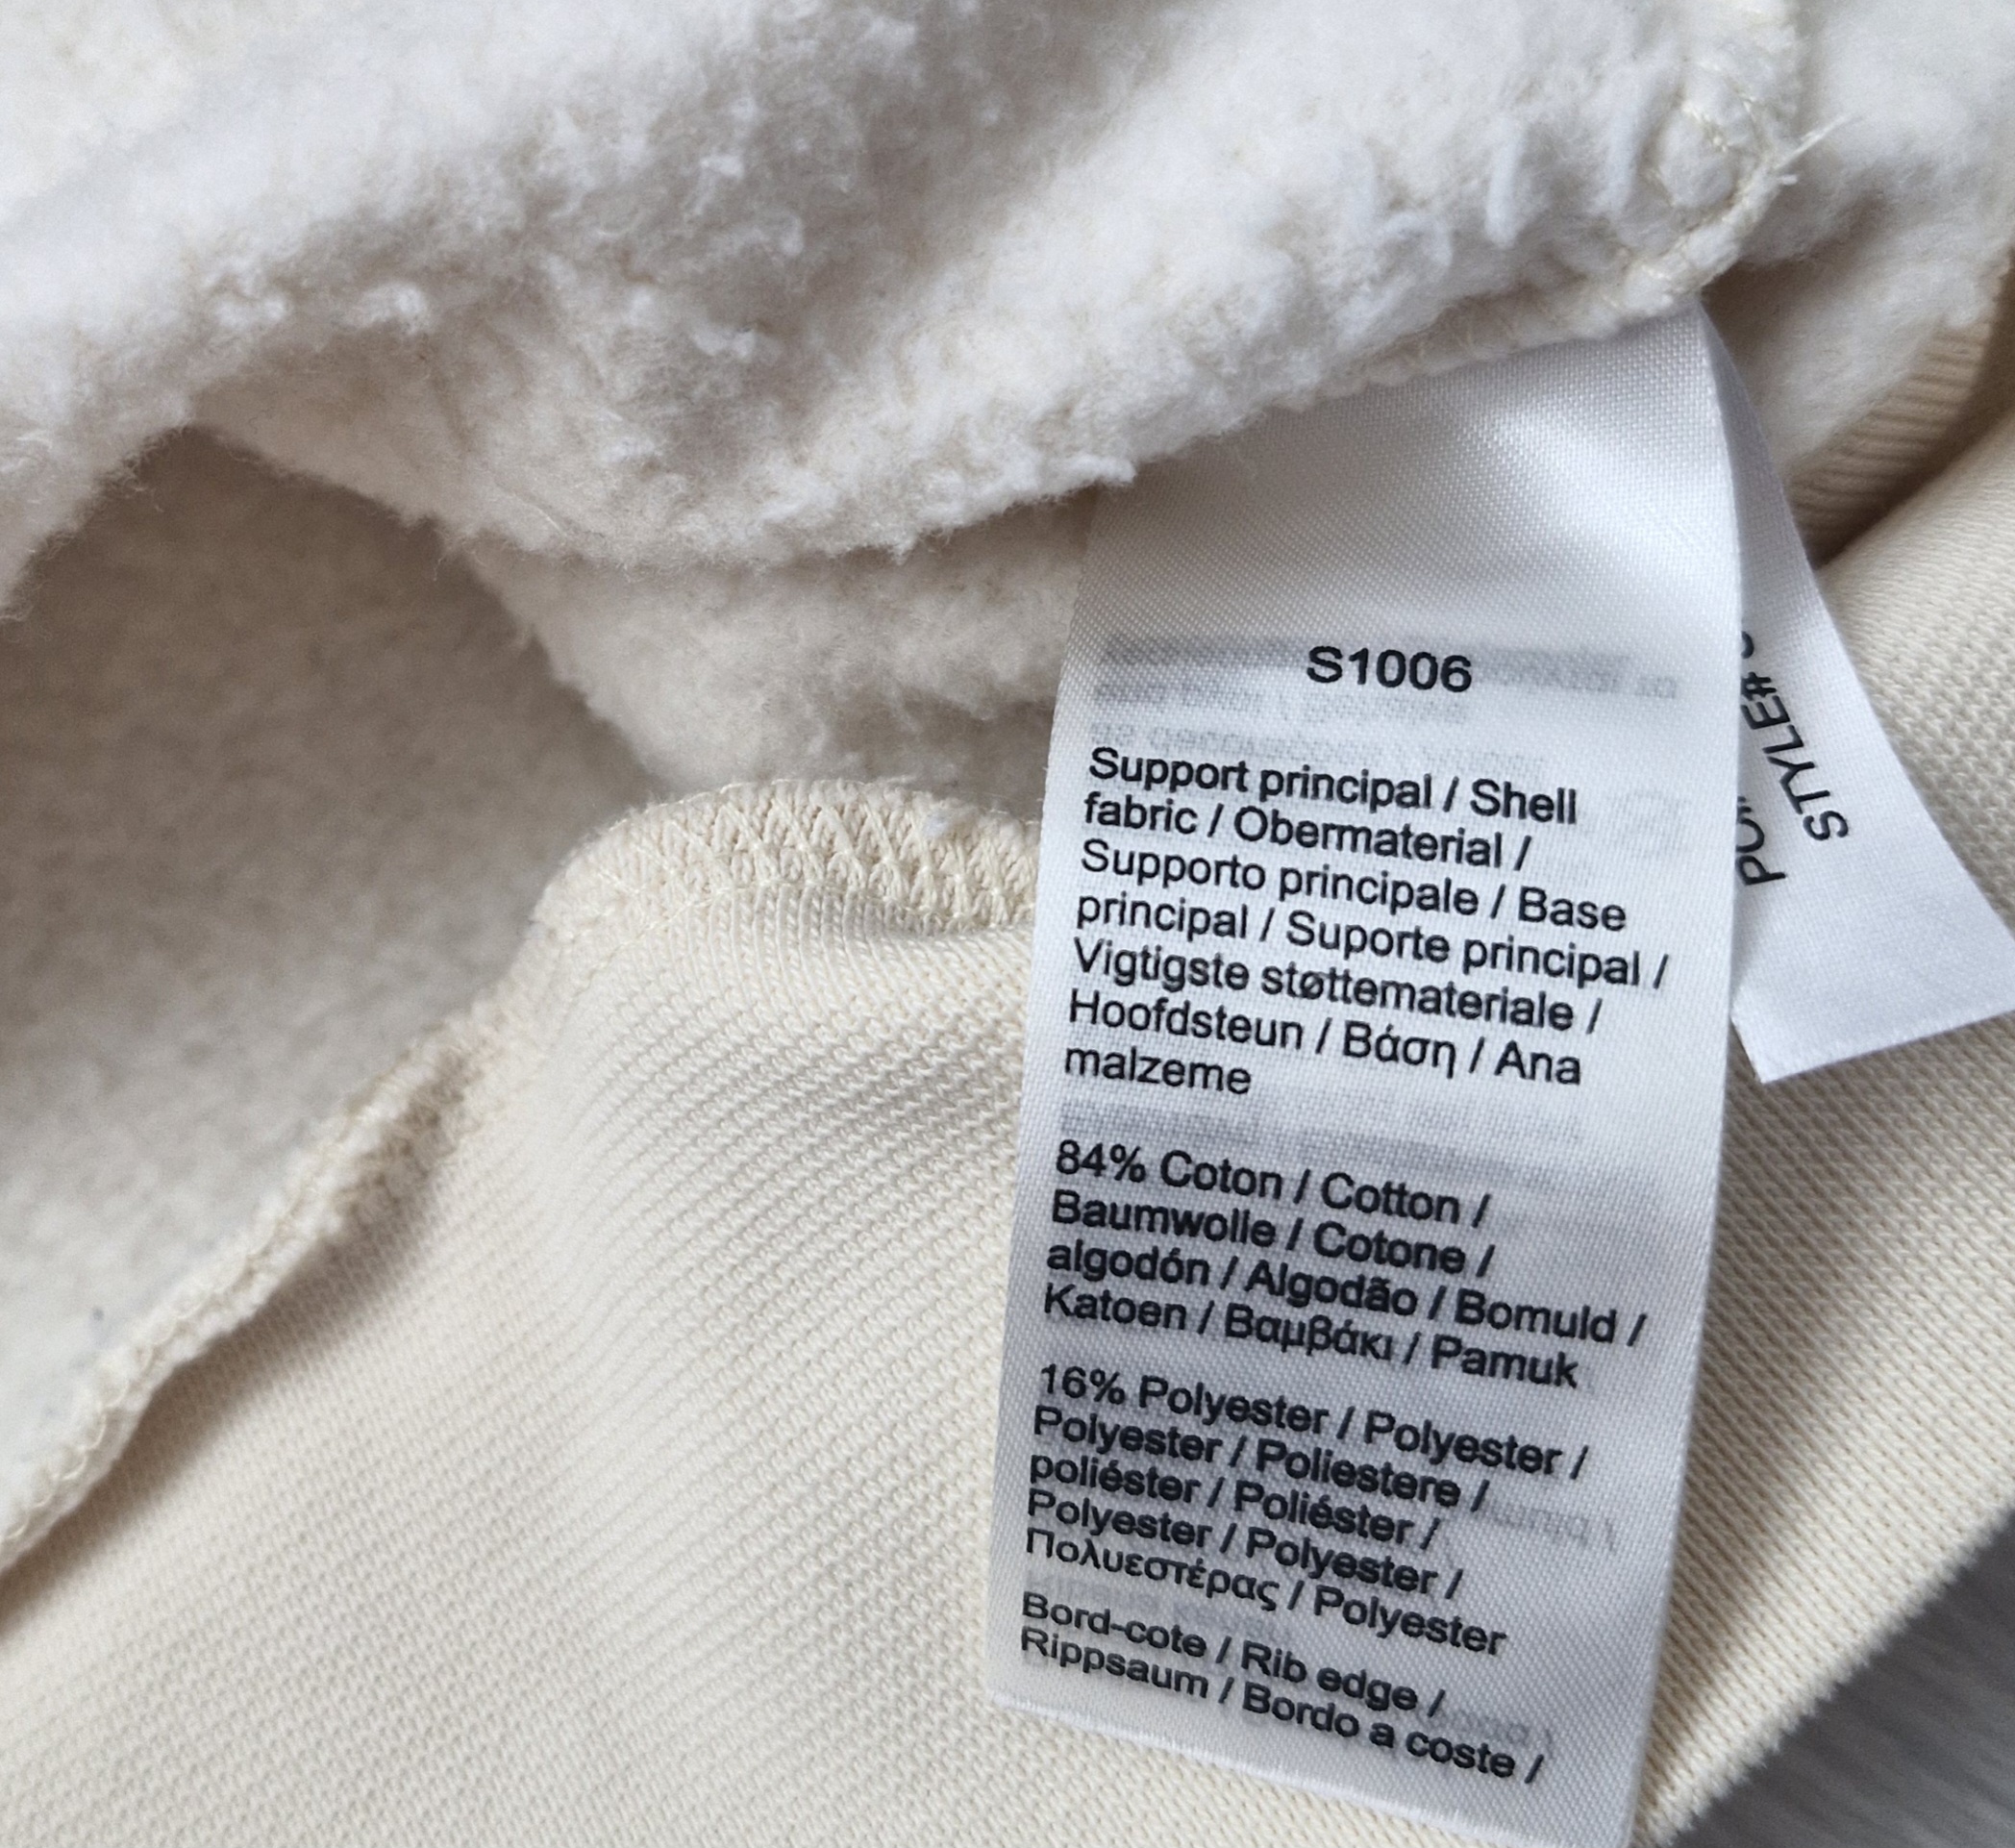 S1006
Support principal / Shell
fabric / Obermaterial /
Supporto principale / Base
principal / Suporte principal /
Vigtigste støttemateriale /
Hoofdsteun / Βάση / Ana
malzeme
84% Coton / Cotton /
Baumwolle / Cotone /
algodón / Algodão / Bomuld /
Katoen / Βαμβάκι / Pamuk
16% Polyester / Polyester /
Polyester / Poliestere /
poliéster / Poliéster /
Polyester / Polyester /
Πολυεστέρας / Polyester
Bord-cote / Rib edge /
Rippsaum / Bordo a coste /
STYLE#